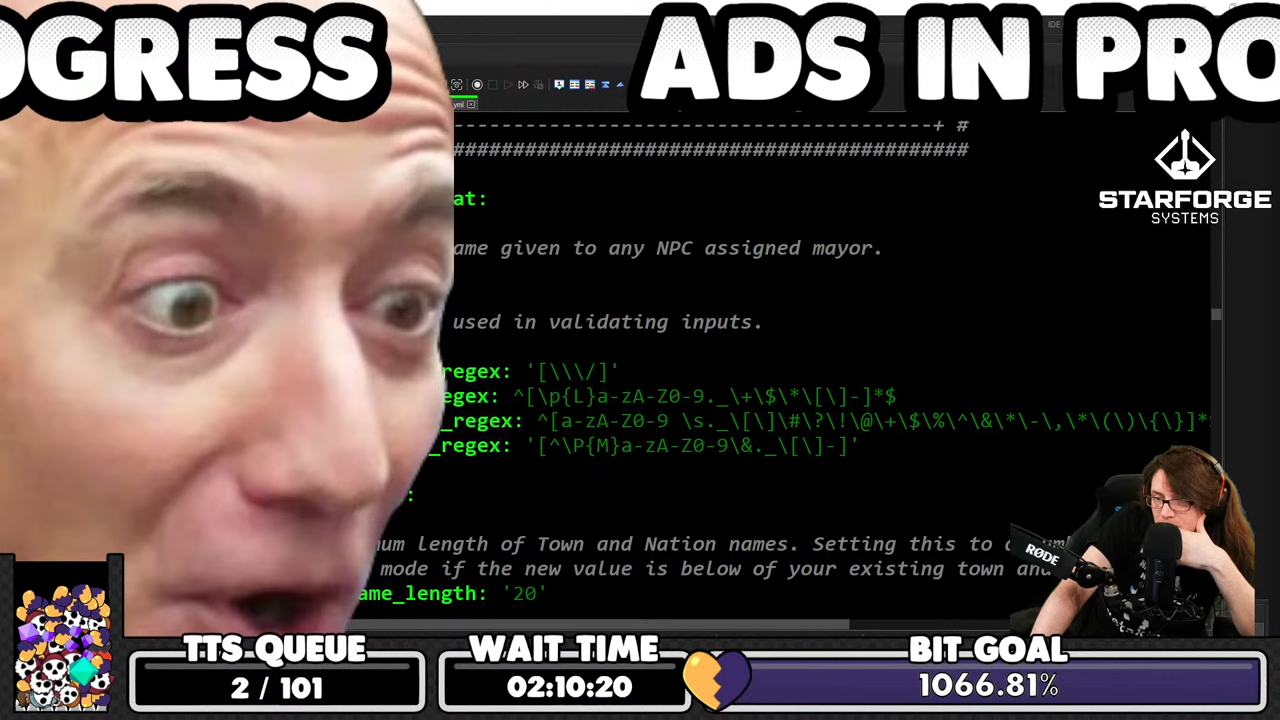 OGRESS
ADS IN PRO
IDE
yml
-----------------------------------------+ #
############################################
STARFORGE
SYSTEMS
at:
ame given to any NPC assigned mayor.
used in validating inputs.
regex: '[\\\/]'
egex: ^[\p{L}a-zA-Z0-9._\+\$\*\[\]-]*$
_regex: ^[a-zA-Z0-9 \s._\[\]\#\?\!\@\+\$\%\^\&\*\-\,\*\(\)\{\}]*
_regex: '[^\P{M}a-zA-Z0-9\&._\[\]-]'
:
num length of Town and Nation names. Setting this to a
mode if the new value is below of your existing town and
ame_length: '20'
RØDE
TTS QUEUE
2 / 101
WAIT TIME
02:10:20
BIT GOAL
1066.81%